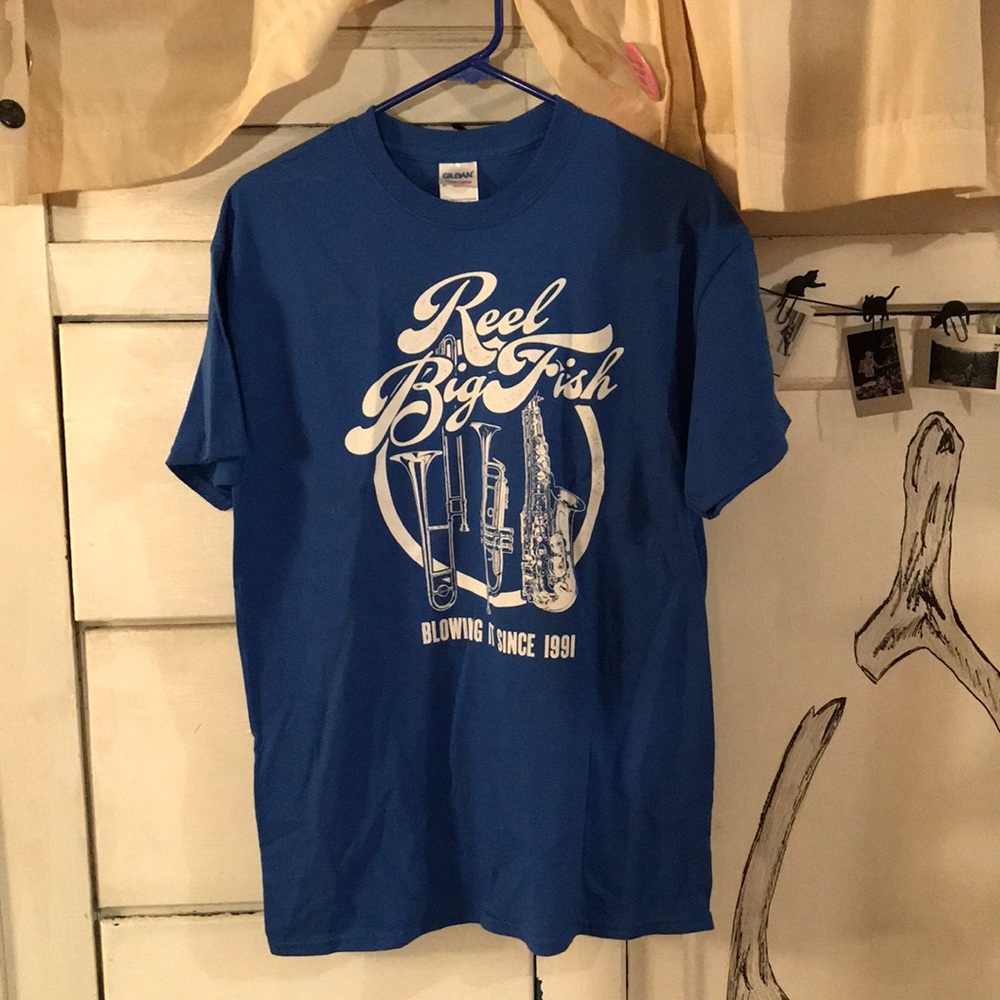 GILDAN
Reel
Big Fish
BLOWING IT SINCE 1991